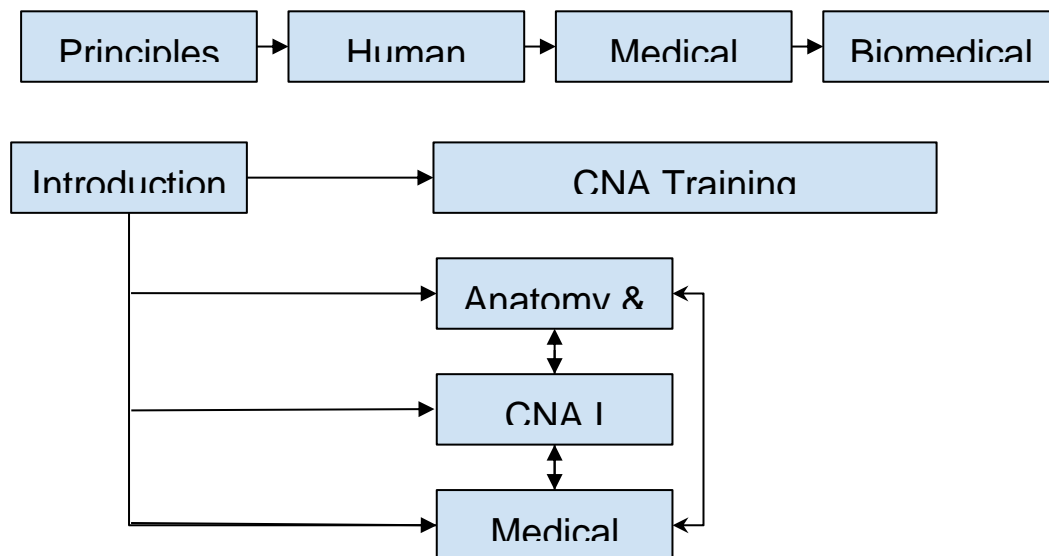 Principles
Human
Medical
Biomedical
Introduction
CNA Training
Anatomy &
CNA I
Medical